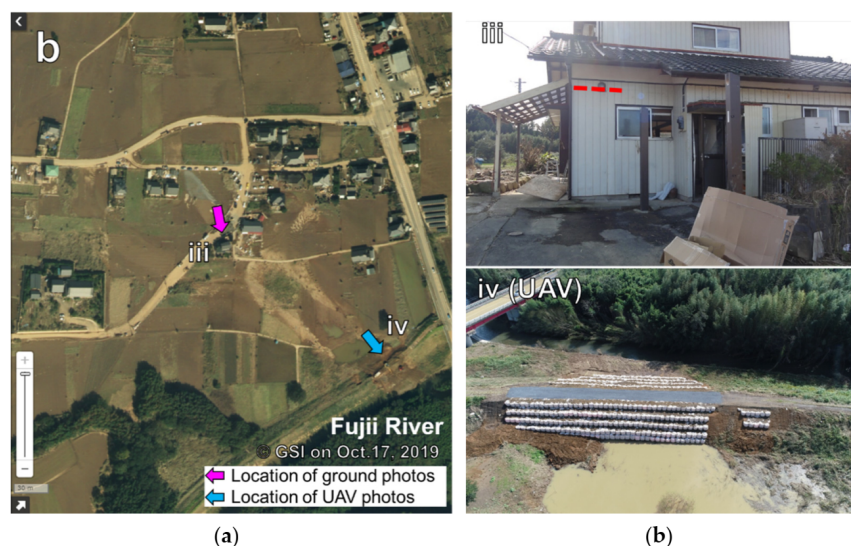 b
iii
iv
Fujii River
© GSI on Oct.17, 2019
Location of ground photos
Location of UAV photos
30 m
(a)
iii
iv (UAV)
(b)